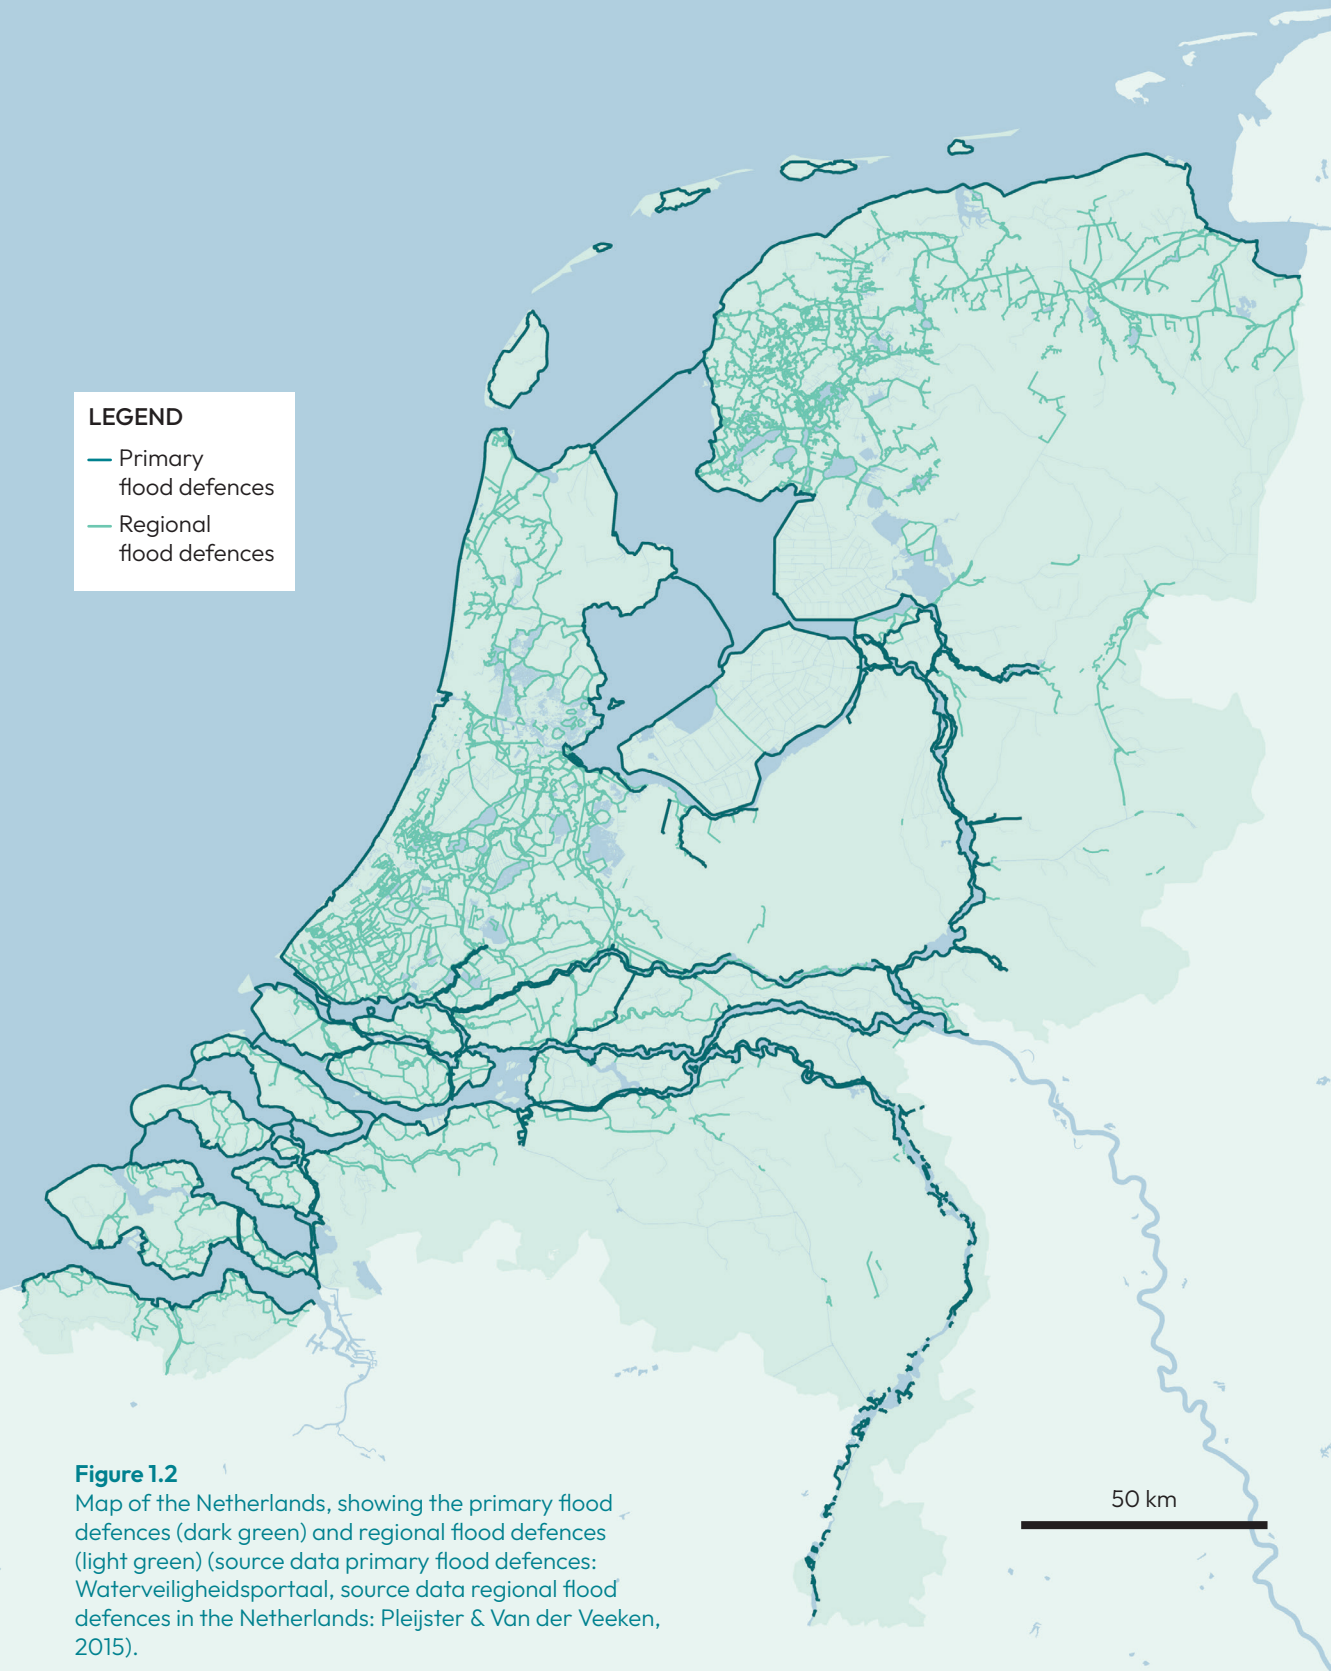 LEGEND
Primary
flood defences
Regional
flood defences
50 km
Figure 1.2
Map of the Netherlands, showing the primary flood
defences (dark green) and regional flood defences
(light green) (source data primary flood defences:
Waterveiligheidsportaal, source data regional flood
defences in the Netherlands: Pleijster & Van der Veeken,
2015).